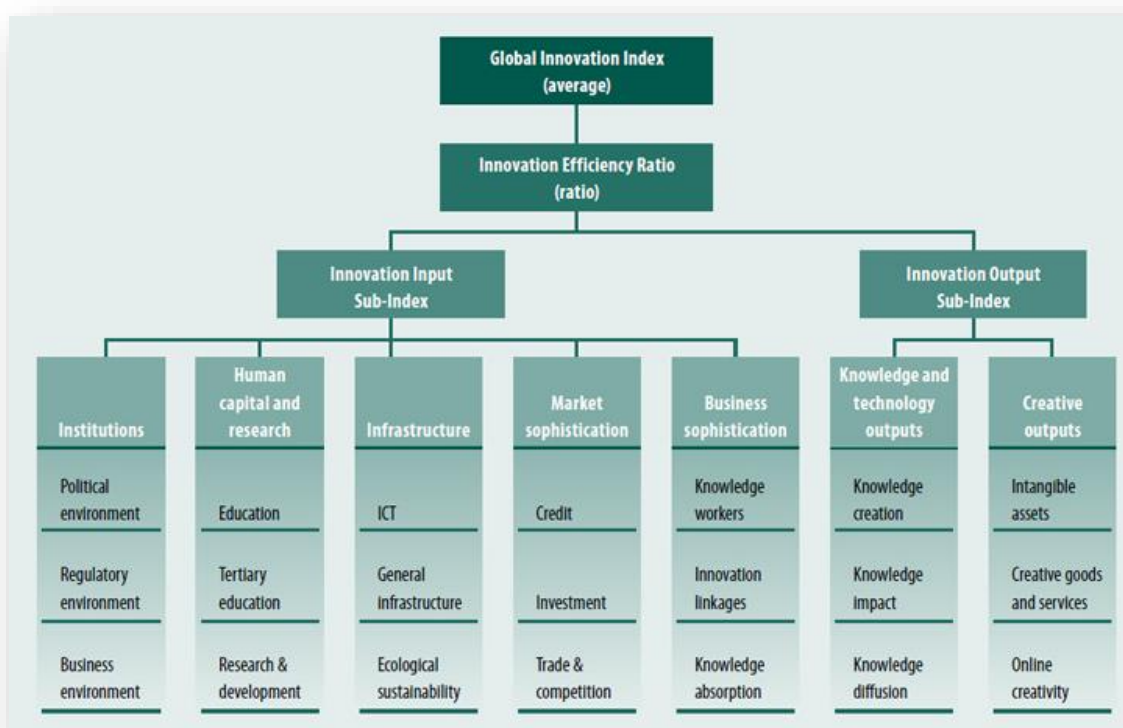 Global Innovation Index
(average)
Innovation Efficiency Ratio
(ratio)
Innovation Input
Sub-Index
Innovation Output
Sub-Index
Institutions
Human
capital and
research
Infrastructure
Market
sophistication
Business
sophistication
Knowledge and
technology
outputs
Creative
outputs
Political
environment
Regulatory
environment
Business
environment
Education
Tertiary
education
Research &
development
ICT
General
infrastructure
Ecological
sustainability
Credit
Investment
Trade &
competition
Knowledge
workers
Innovation
linkages
Knowledge
absorption
Knowledge
creation
Knowledge
impact
Knowledge
diffusion
Intangible
assets
Creative goods
and services
Online
creativity